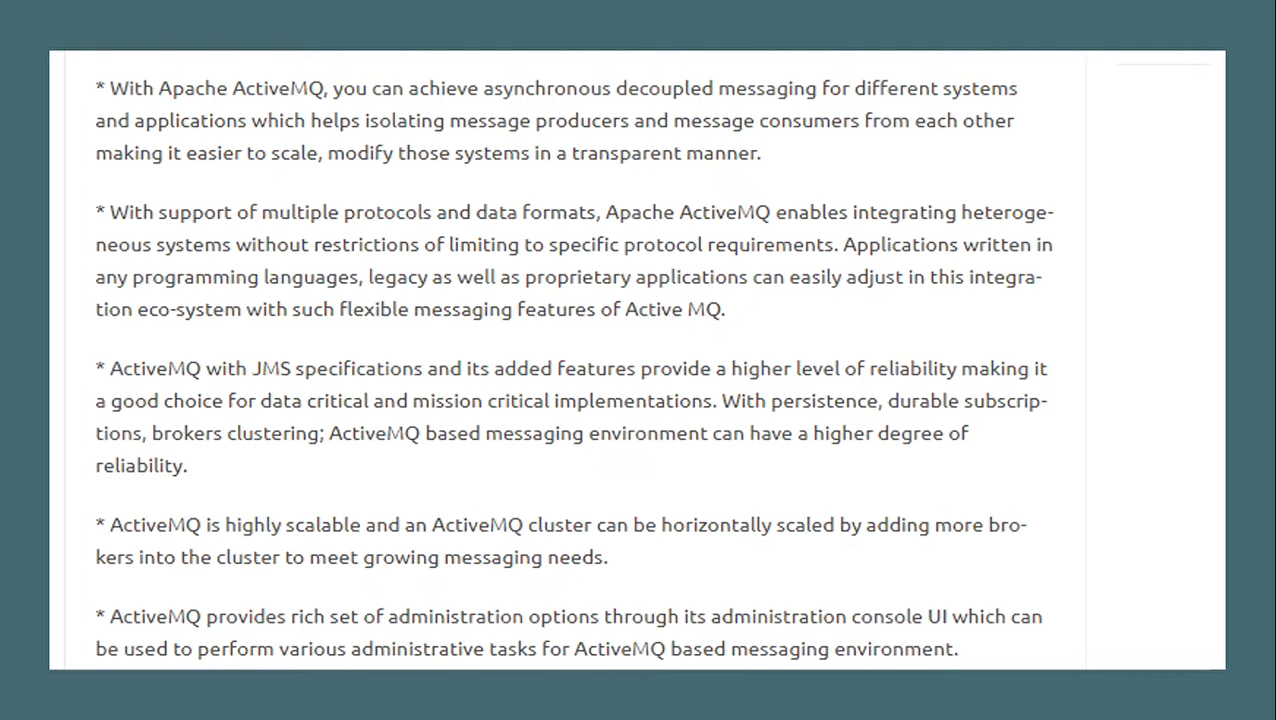 * With Apache ActiveMQ, you can achieve asynchronous decoupled messaging for different systems
and applications which helps isolating message producers and message consumers from each other
making it easier to scale, modify those systems in a transparent manner.
* With support of multiple protocols and data formats, Apache ActiveMQ enables integrating heteroge-
neous systems without restrictions of limiting to specific protocol requirements. Applications written in
any programming languages, legacy as well as proprietary applications can easily adjust in this integra-
tion eco-system with such flexible messaging features of Active MQ.
* ActiveMQ with JMS specifications and its added features provide a higher level of reliability making it
a good choice for data critical and mission critical implementations. With persistence, durable subscrip-
tions, brokers clustering; ActiveMQ based messaging environment can have a higher degree of
reliability.
* ActiveMQ is highly scalable and an ActiveMQ cluster can be horizontally scaled by adding more bro-
kers into the cluster to meet growing messaging needs.
* ActiveMQ provides rich set of administration options through its administration console UI which can
be used to perform various administrative tasks for ActiveMQ based messaging environment.